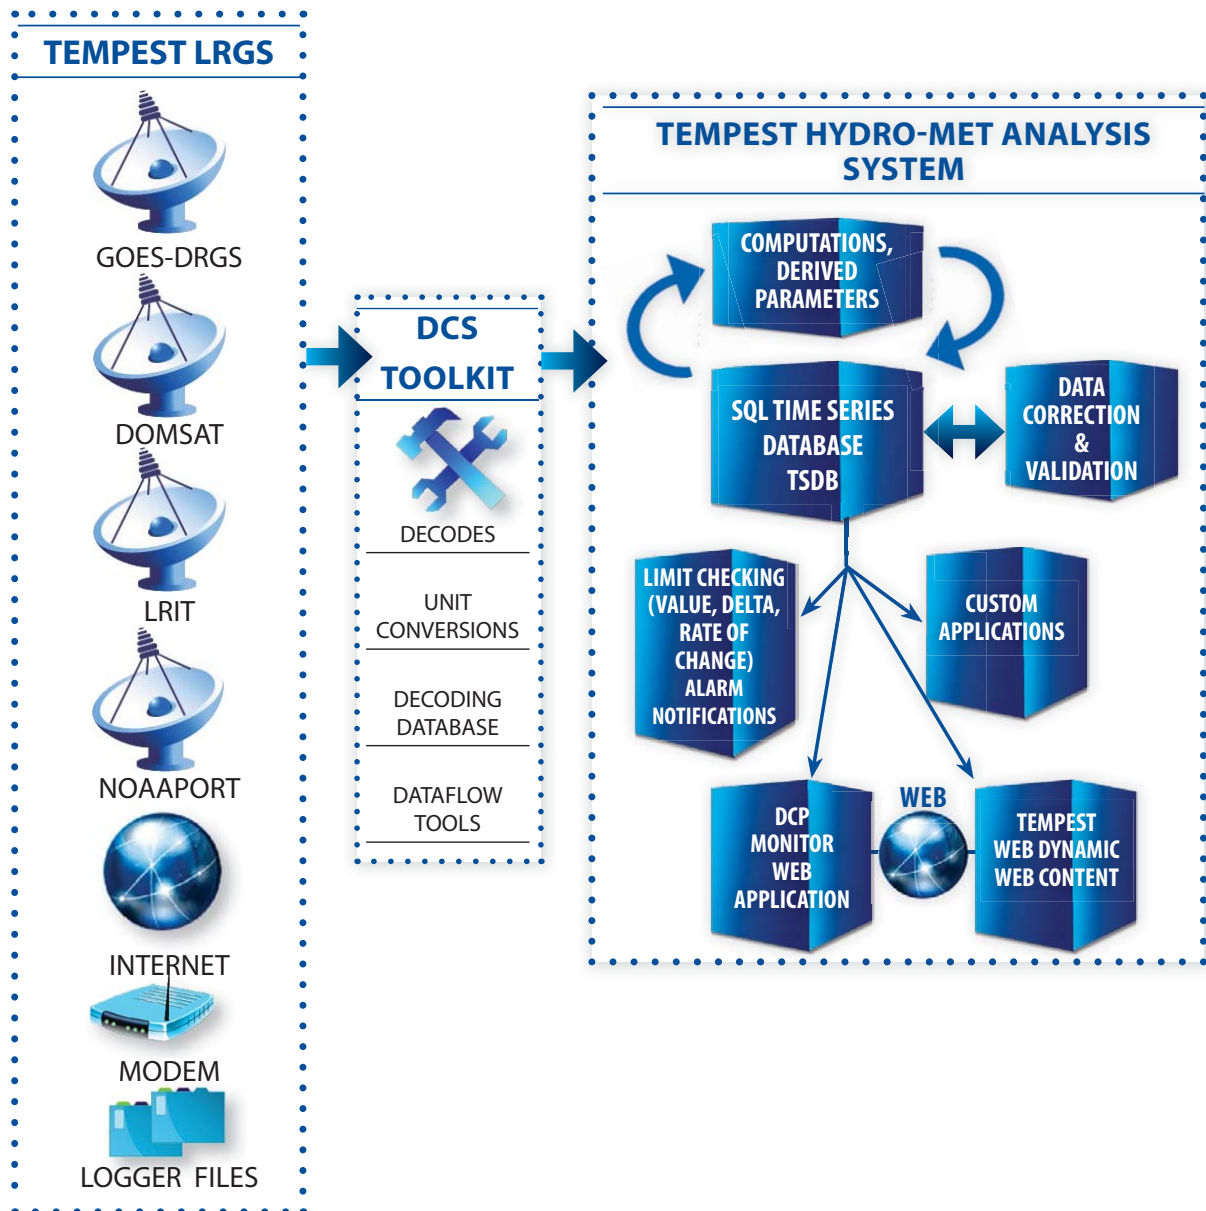 TEMPEST LRGS
GOES-DRGS
DOMSAT
LRIT
NOAAPORT
INTERNET
MODEM
LOGGER FILES
DCS
TOOLKIT
DECODES
UNIT
CONVERSIONS
DECODING
DATABASE
DATAFLOW
TOOLS
TEMPEST HYDRO-MET ANALYSIS
SYSTEM
COMPUTATIONS,
DERIVED
PARAMETERS
SQL TIME SERIES
DATABASE
TSDB
DATA
CORRECTION
&
VALIDATION
LIMIT CHECKING
(VALUE, DELTA,
RATE OF
CHANGE)
ALARM
NOTIFICATIONS
CUSTOM
APPLICATIONS
DCP
MONITOR
WEB
APPLICATION
WEB
TEMPEST
WEB DYNAMIC
WEB CONTENT